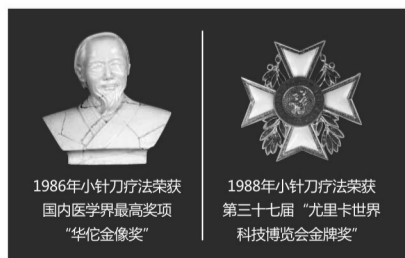 1986年小针刀疗法荣获
国内医学界最高奖项
“华佗金像奖”
1988年小针刀疗法荣获
第三十七届“尤里卡世界
科技博览会金牌奖”